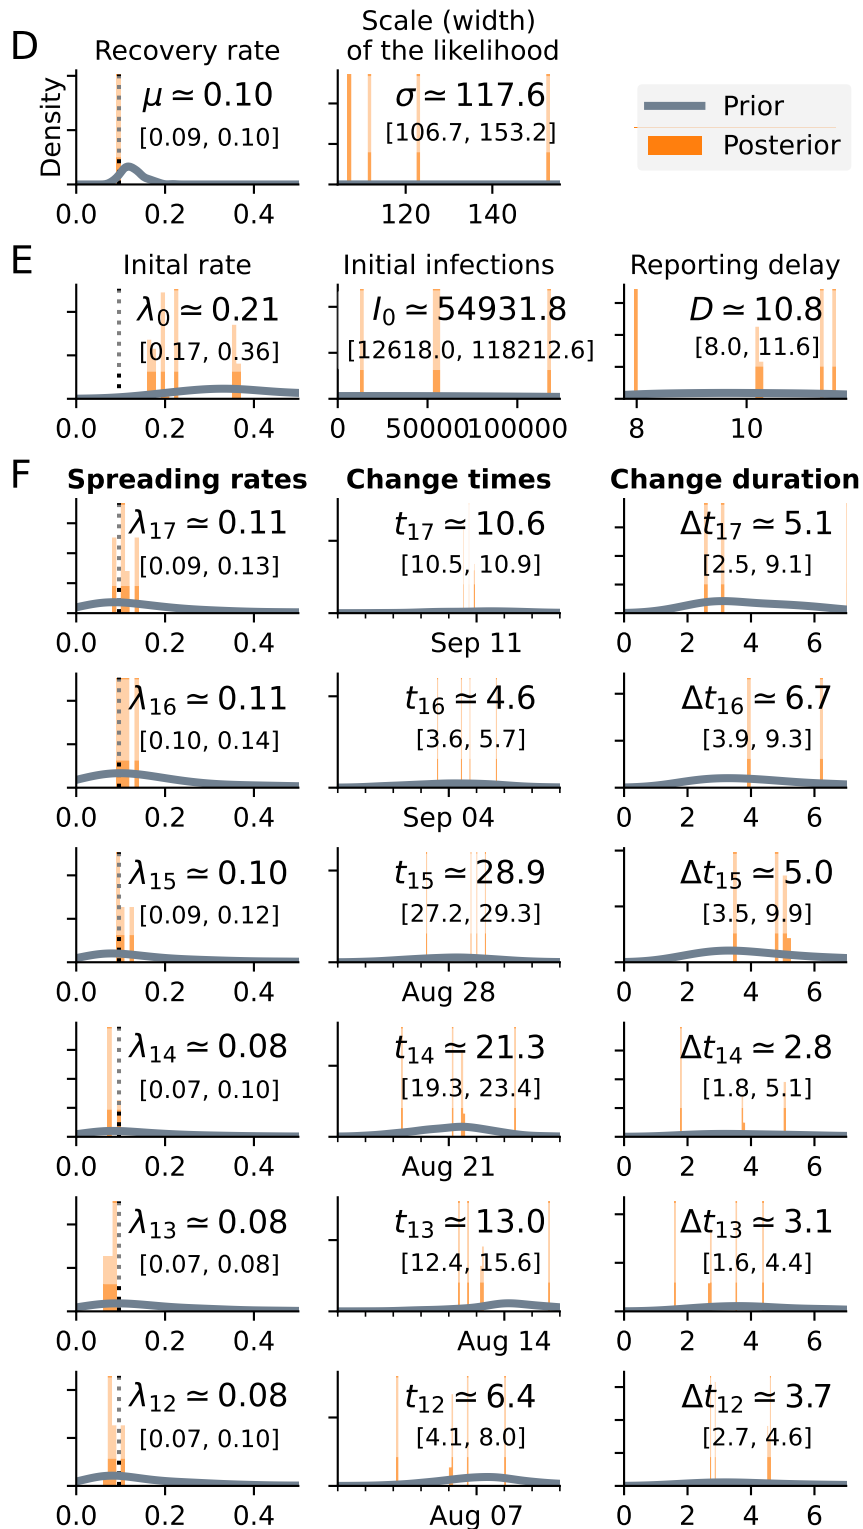 D
Recovery rate
Scale (width)
of the likelihood
Density
μ ≃ 0.10
[0.09, 0.10]
σ ≃ 117.6
[106.7, 153.2]
Prior
Posterior
0.0 0.2 0.4
120 140
E
Inital rate
Initial infections
Reporting delay
λ0 ≃ 0.21
[0.17, 0.36]
I0 ≃ 54931.8
[12618.0, 118212.6]
D ≃ 10.8
[8.0, 11.6]
0.0 0.2 0.4
0 50000 100000
8 10
F
Spreading rates
Change times
Change duration
λ17 ≃ 0.11
[0.09, 0.13]
t17 ≃ 10.6
[10.5, 10.9]
Δt17 ≃ 5.1
[2.5, 9.1]
0.0 0.2 0.4
Sep 11
0 2 4 6
λ16 ≃ 0.11
[0.10, 0.14]
t16 ≃ 4.6
[3.6, 5.7]
Δt16 ≃ 6.7
[3.9, 9.3]
0.0 0.2 0.4
Sep 04
0 2 4 6
λ15 ≃ 0.10
[0.09, 0.12]
t15 ≃ 28.9
[27.2, 29.3]
Δt15 ≃ 5.0
[3.5, 9.9]
0.0 0.2 0.4
Aug 28
0 2 4 6
λ14 ≃ 0.08
[0.07, 0.10]
t14 ≃ 21.3
[19.3, 23.4]
Δt14 ≃ 2.8
[1.8, 5.1]
0.0 0.2 0.4
Aug 21
0 2 4 6
λ13 ≃ 0.08
[0.07, 0.08]
t13 ≃ 13.0
[12.4, 15.6]
Δt13 ≃ 3.1
[1.6, 4.4]
0.0 0.2 0.4
Aug 14
0 2 4 6
λ12 ≃ 0.08
[0.07, 0.10]
t12 ≃ 6.4
[4.1, 8.0]
Δt12 ≃ 3.7
[2.7, 4.6]
0.0 0.2 0.4
Aug 07
0 2 4 6